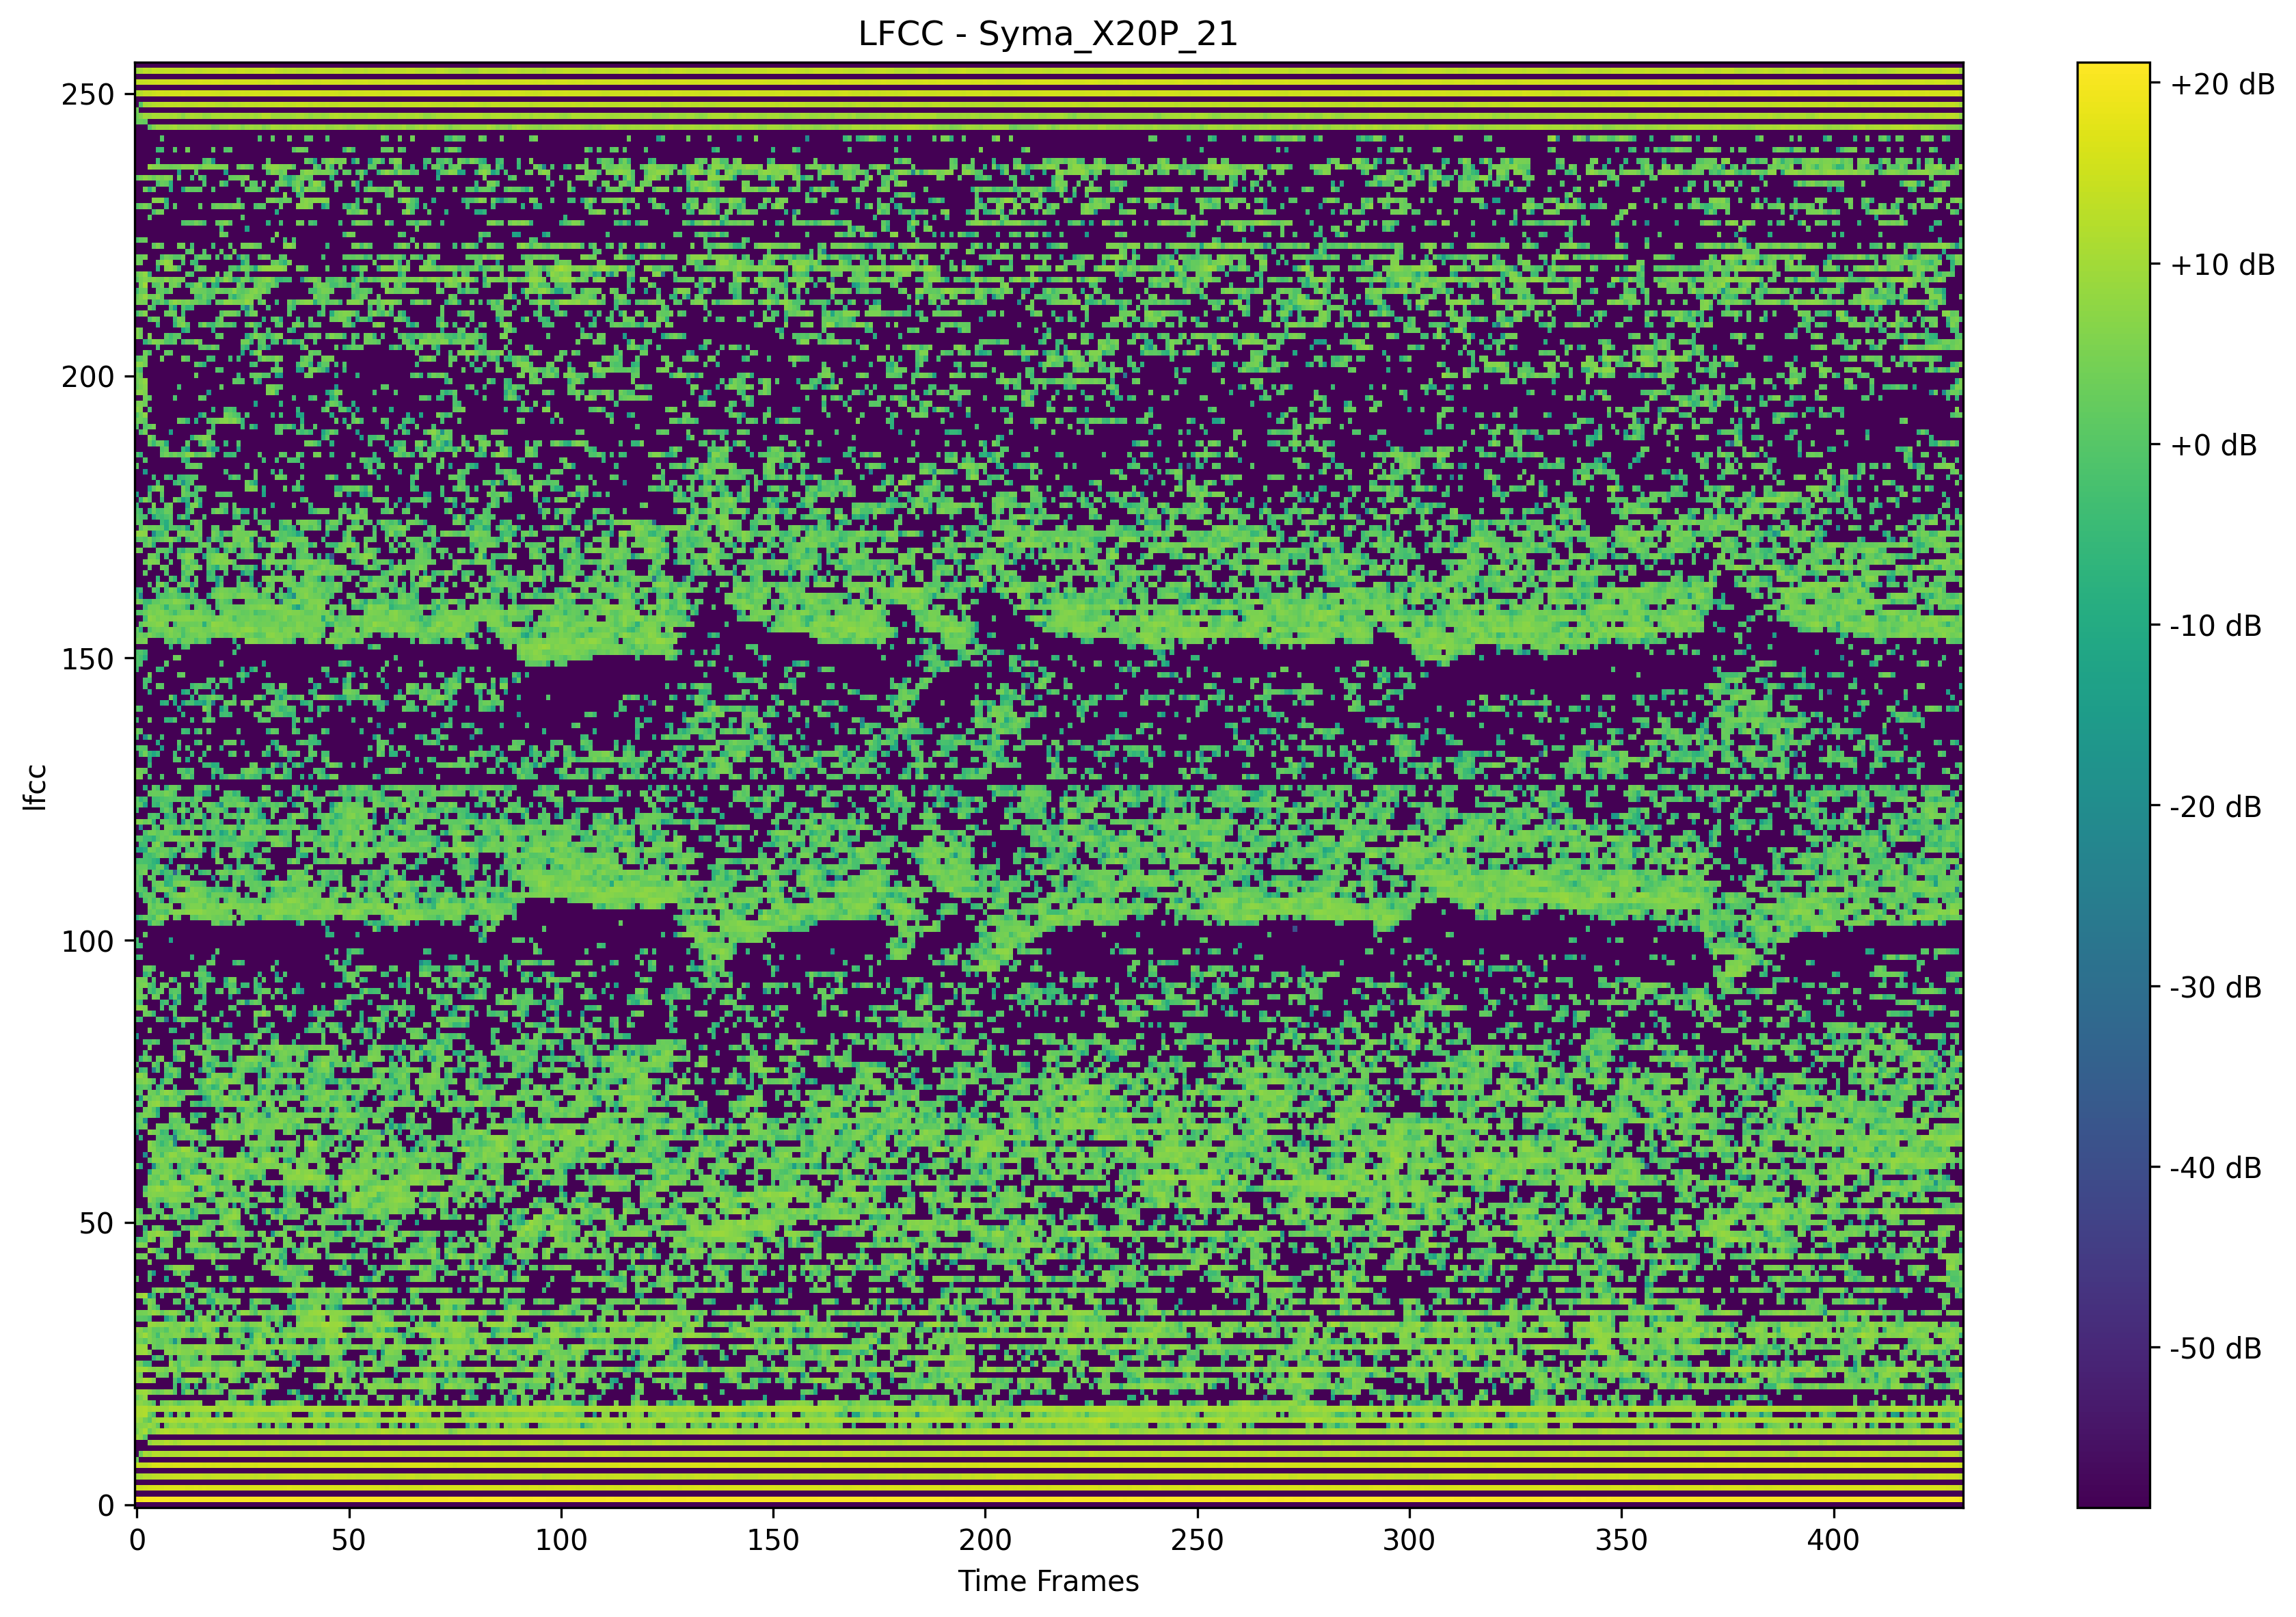 LFCC - Syma_X20P_21
250
200
150
100
50
0
lfcc
0 50 100 150 200 250 300 350 400
Time Frames
+20 dB
+10 dB
+0 dB
-10 dB
-20 dB
-30 dB
-40 dB
-50 dB